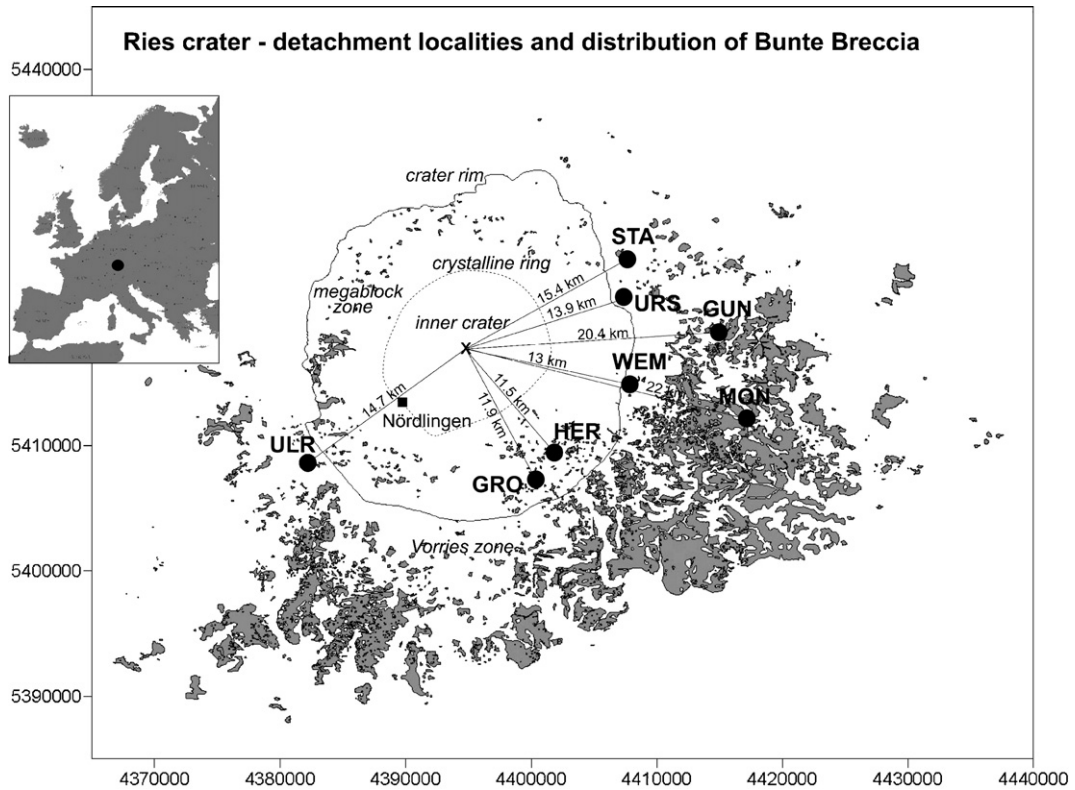 Ries crater - detachment localities and distribution of Bunte Breccia
5440000
crater rim
STA
crystalline ring
15.4 km
megablock
zone
URS
13.9 km
GUN
inner crater
20.4 km
WEM
13 km
22
MON
11.5 km
14.7 km
11.9 km
Nördlingen
5410000
ULR
HER
GRO
Vorries zone
5400000
5390000
4370000 4380000 4390000 4400000 4410000 4420000 4430000 4440000